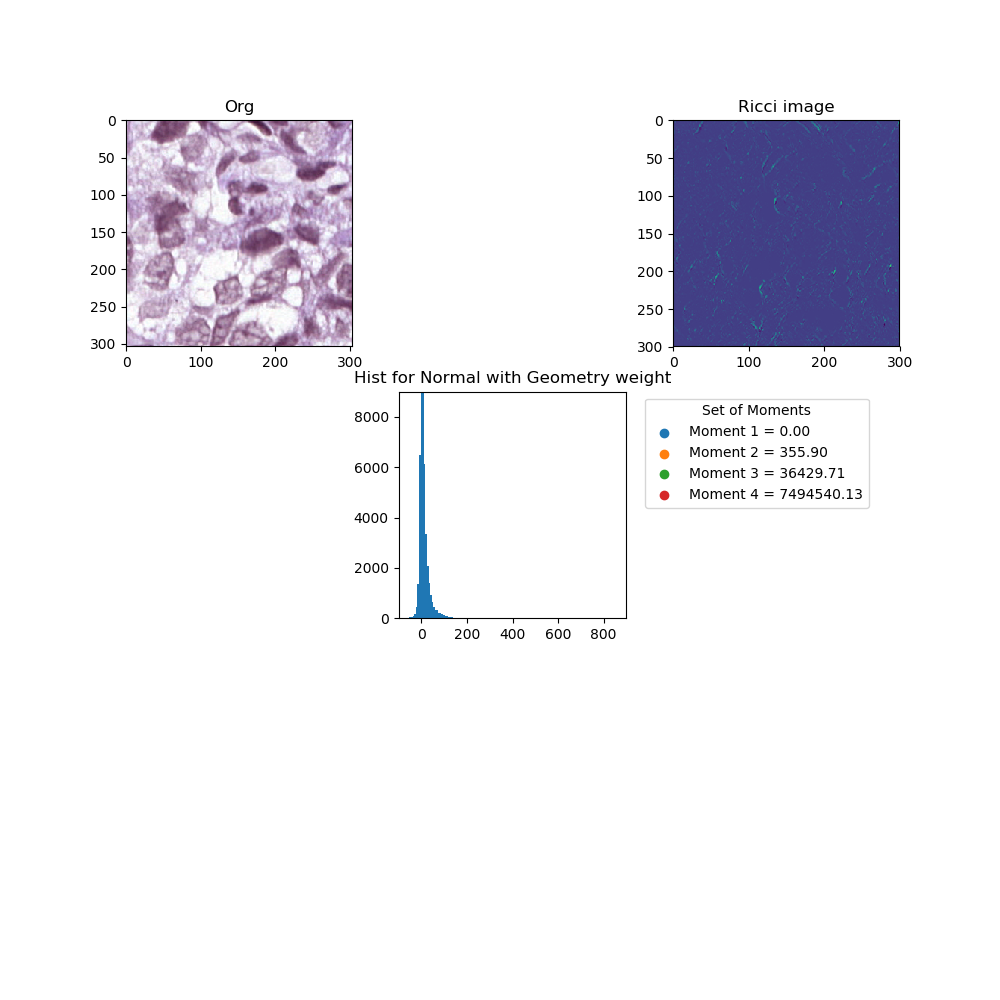 Org
0
50
100
150
200
250
300
0 100 200 300
Ricci image
0
50
100
150
200
250
300
0 100 200 300
Hist for Normal with Geometry weight
8000
6000
4000
2000
0
0 200 400 600 800
Set of Moments
Moment 1 = 0.00
Moment 2 = 355.90
Moment 3 = 36429.71
Moment 4 = 7494540.13